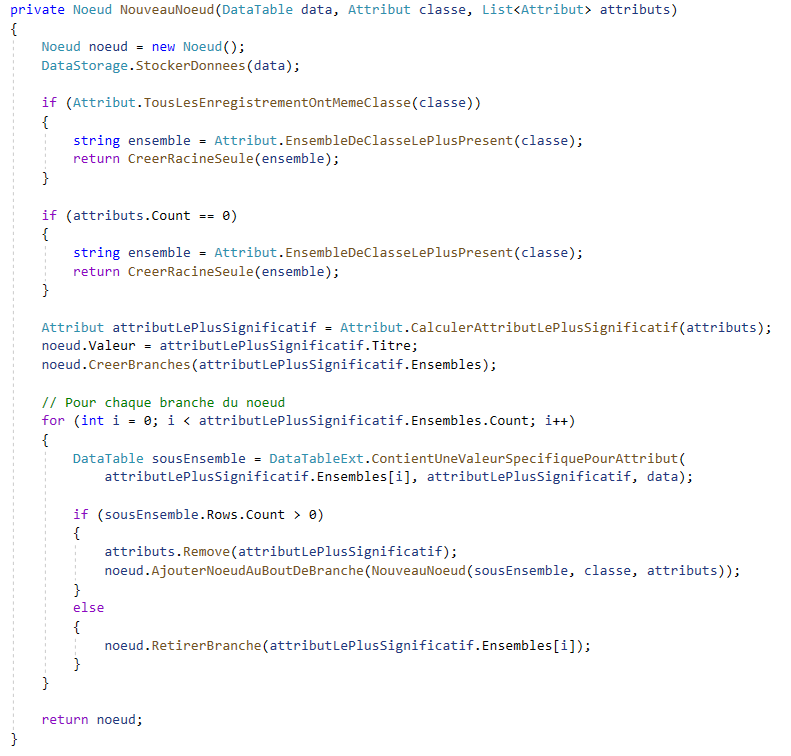 private Noeud NouveauNoeud(DataTable data, Attribut classe, List<Attribut> attributs)
{
    Noeud noeud = new Noeud();
    DataStorage.StockerDonnees(data);

    if (Attribut.TousLesEnregistrementOntMemeClasse(classe))
    {
        string ensemble = Attribut.EnsembleDeClasseLePlusPresent(classe);
        return CreerRacineSeule(ensemble);
    }

    if (attributs.Count == 0)
    {
        string ensemble = Attribut.EnsembleDeClasseLePlusPresent(classe);
        return CreerRacineSeule(ensemble);
    }

    Attribut attributLePlusSignificatif = Attribut.CalculerAttributLePlusSignificatif(attributs);
    noeud.Valeur = attributLePlusSignificatif.Titre;
    noeud.CreerBranches(attributLePlusSignificatif.Ensembles);

    // Pour chaque branche du noeud
    for (int i = 0; i < attributLePlusSignificatif.Ensembles.Count; i++)
    {
        DataTable sousEnsemble = DataTableExt.ContientUneValeurSpecifiquePourAttribut(
            attributLePlusSignificatif.Ensembles[i], attributLePlusSignificatif, data);

        if (sousEnsemble.Rows.Count > 0)
        {
            attributs.Remove(attributLePlusSignificatif);
            noeud.AjouterNoeudAuBoutDeBranche(NouveauNoeud(sousEnsemble, classe, attributs));
        }
        else
        {
            noeud.RetirerBranche(attributLePlusSignificatif.Ensembles[i]);
        }
    }

    return noeud;
}